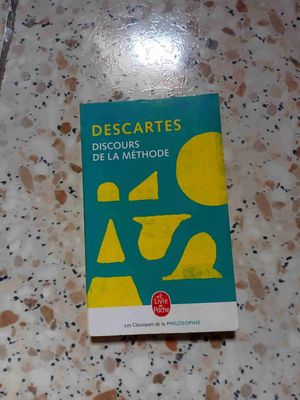 DESCARTES
DISCOURS
DE LA MÉTHODE
Le
Livre
de
Poche
Les Classiques de la PHILOSOPHIE